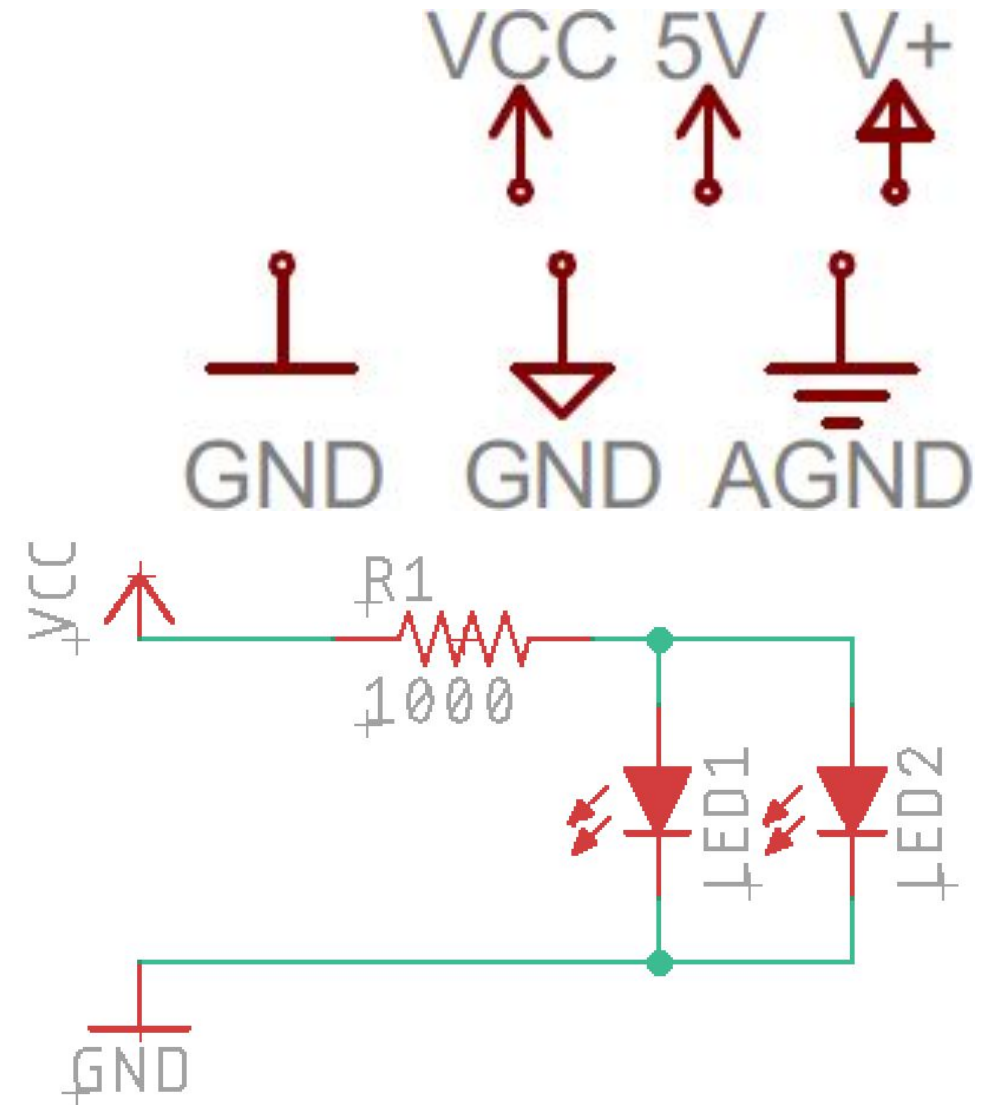 VCC 5V V+
GND GND AGND
VCC
R1
1000
LED1
LED2
GND